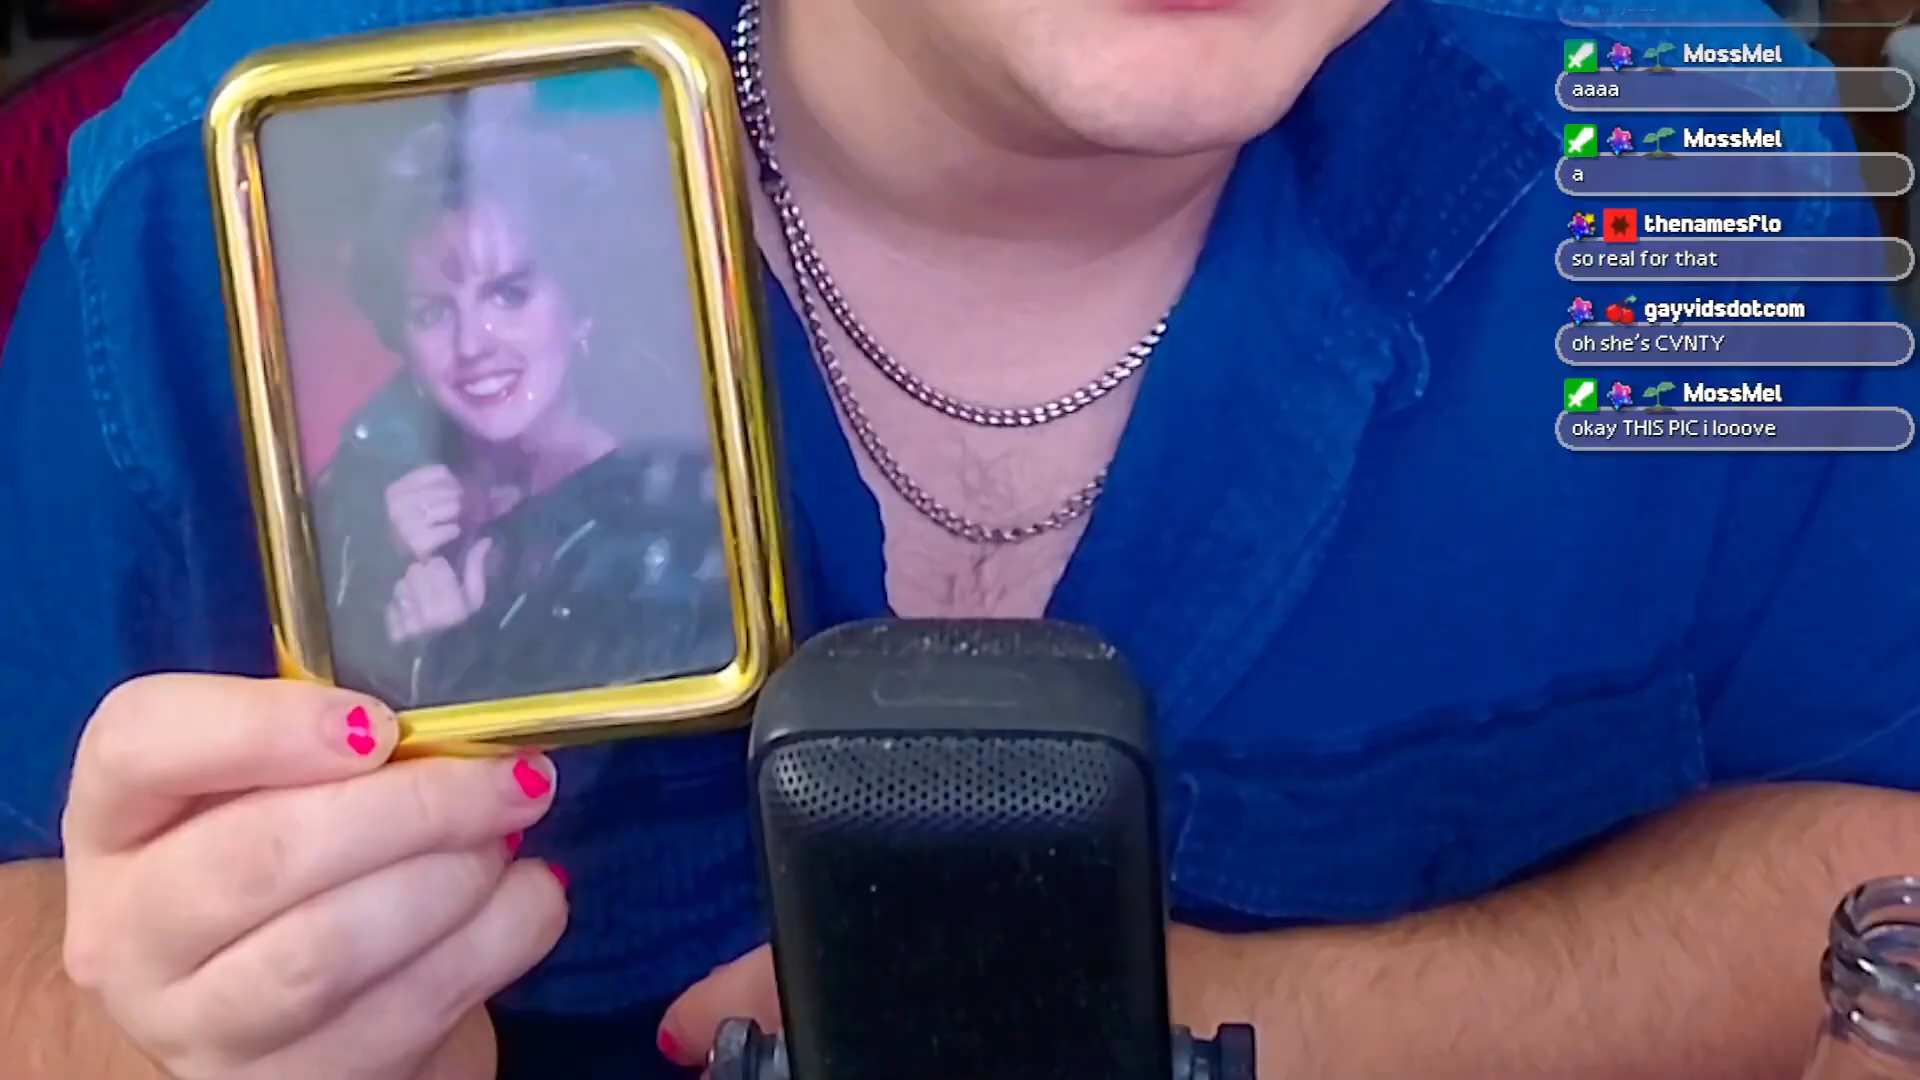 MossMel
aaaa
MossMel
a
thenamesflo
so real for that
gayvidsdotcom
oh she's CVNTY
MossMel
okay THIS PIC i looove